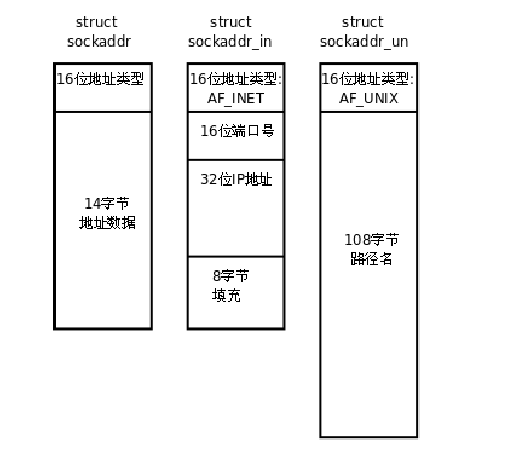 struct
sockaddr
16位地址类型
14字节
地址数据
struct
sockaddr_in
16位地址类型:
AF_INET
16位端口号
32位IP地址
8字节
填充
struct
sockaddr_un
16位地址类型:
AF_UNIX
108字节
路径名